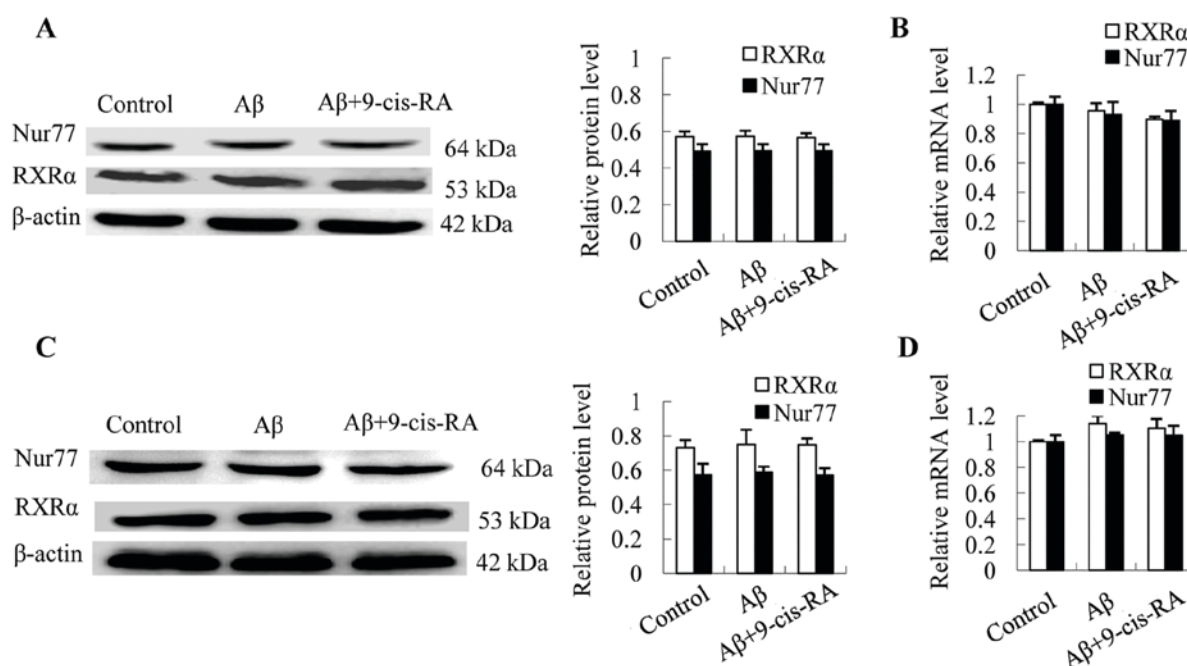 A
Control Aβ Aβ+9-cis-RA
Nur77 64 kDa
RXRα 53 kDa
β-actin 42 kDa
RXRα
Nur77
Relative protein level
1
0.8
0.6
0.4
0.2
0
Control Aβ Aβ+9-cis-RA
B
RXRα
Nur77
Relative mRNA level
1.2
1
0.8
0.6
0.4
0.2
0
Control Aβ Aβ+9-cis-RA
C
Control Aβ Aβ+9-cis-RA
Nur77 64 kDa
RXRα 53 kDa
β-actin 42 kDa
RXRα
Nur77
Relative protein level
1
0.8
0.6
0.4
0.2
0
Control Aβ Aβ+9-cis-RA
D
RXRα
Nur77
Relative mRNA level
1.2
1
0.8
0.6
0.4
0.2
0
Control Aβ Aβ+9-cis-RA